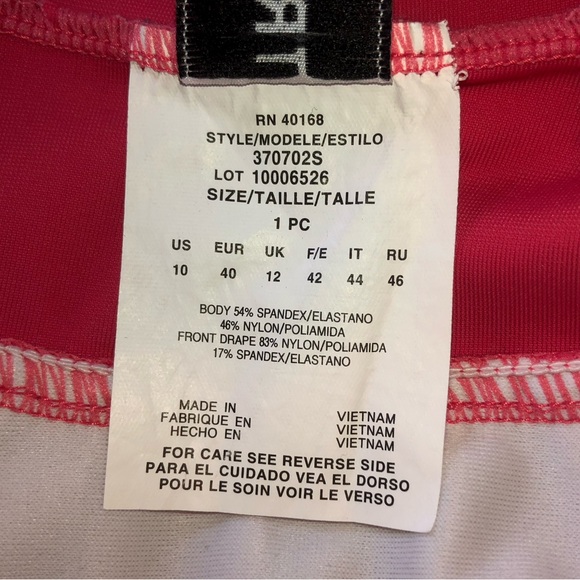 RN 40168
STYLE/MODELE/ESTILO
370702S
LOT 10006526
SIZE/TAILLE/TALLE
1 PC
US EUR UK F/E IT RU
10 40 12 42 44 46
BODY 54% SPANDEX/ELASTANO
46% NYLON/POLIAMIDA
FRONT DRAPE 83% NYLON/POLIAMIDA
17% SPANDEX/ELASTANO
MADE IN VIETNAM
FABRIQUE EN VIETNAM
HECHO EN VIETNAM
FOR CARE SEE REVERSE SIDE
PARA EL CUIDADO VEA EL DORSO
POUR LE SOIN VOIR LE VERSO